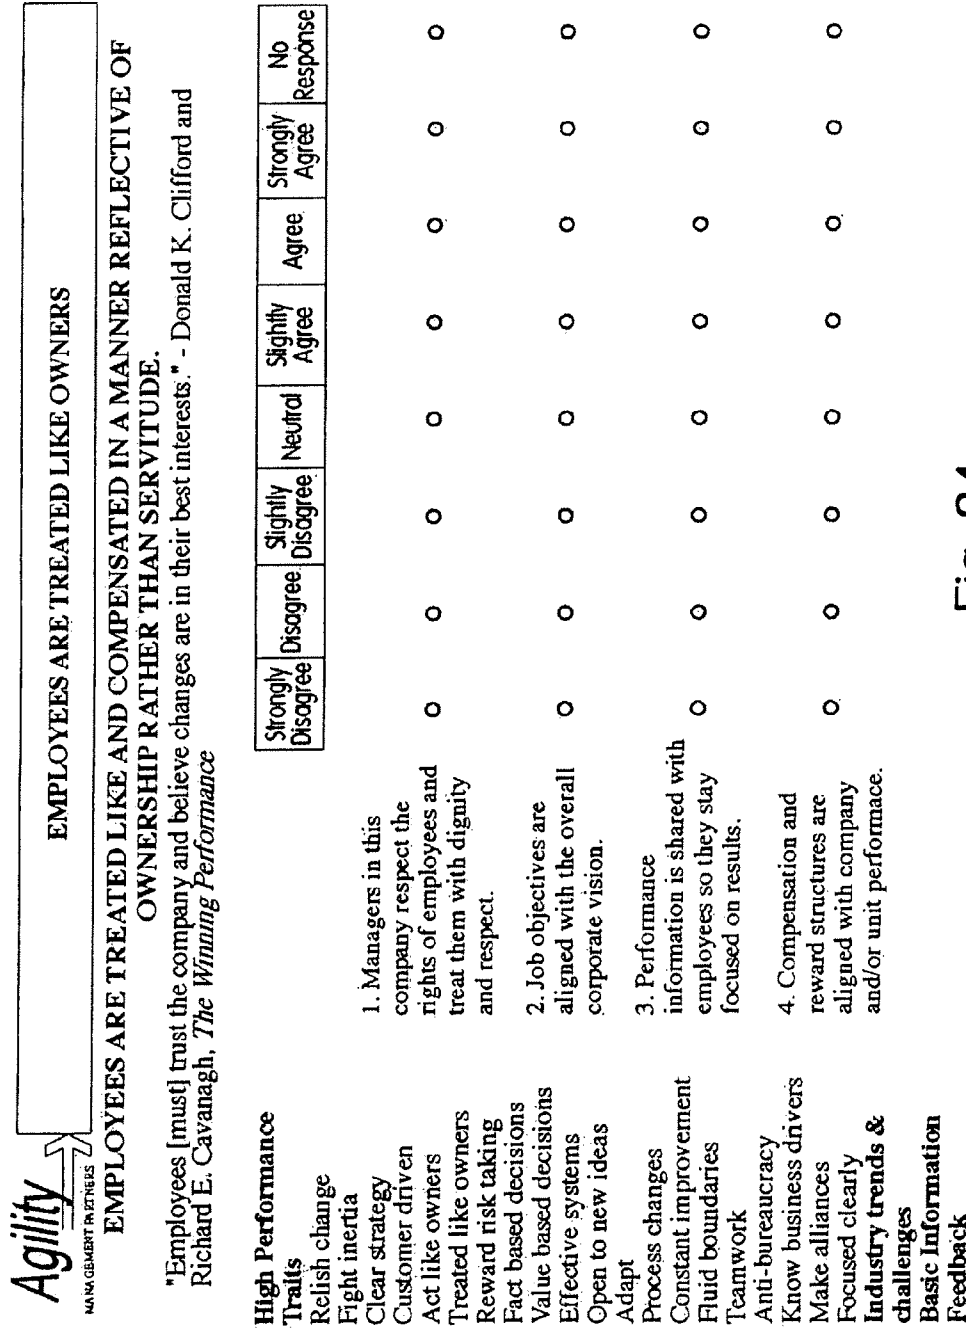 Agility
MANAGEMENT PARTNERS
EMPLOYEES ARE TREATED LIKE OWNERS
EMPLOYEES ARE TREATED LIKE AND COMPENSATED IN A MANNER REFLECTIVE OF
OWNERSHIP RATHER THAN SERVITUDE.
"Employees [must] trust the company and believe changes are in their best interests." - Donald K. Clifford and
Richard E. Cavanagh, The Winning Performance
High Performance
Traits
Relish change
Fight inertia
Clear strategy
Customer driven
Act like owners
Treated like owners
Reward risk taking
Fact based decisions
Value based decisions
Effective systems
Open to new ideas
Adapt
Process changes
Constant improvement
Fluid boundaries
Teamwork
Anti-bureaucracy
Know business drivers
Make alliances
Focused clearly
Industry trends &
challenges
Basic Information
Feedback
Strongly Disagree | Disagree | Slightly Disagree | Neutral | Slightly Agree | Agree | Strongly Agree | No Response
1. Managers in this
company respect the
rights of employees and
treat them with dignity
and respect.
2. Job objectives are
aligned with the overall
corporate vision.
3. Performance
information is shared with
employees so they stay
focused on results.
4. Compensation and
reward structures are
aligned with company
and/or unit performace.